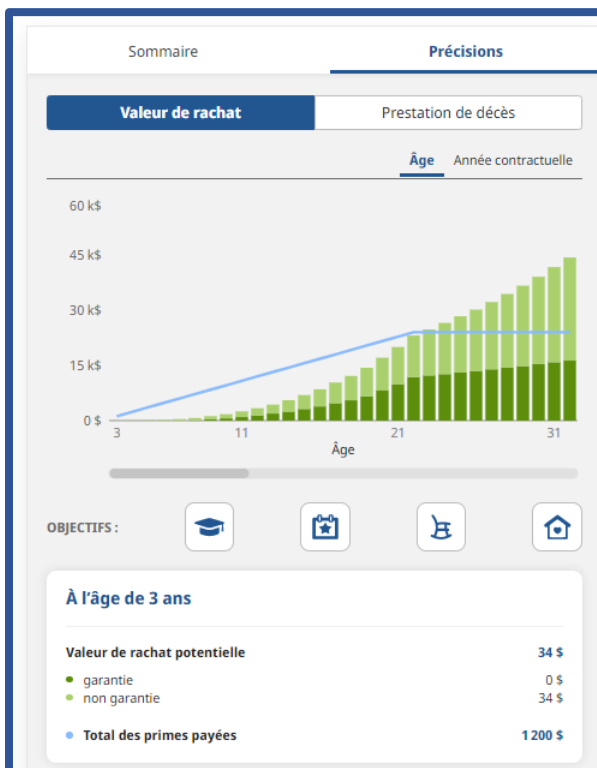 Sommaire Précisions
Valeur de rachat Prestation de décès
Âge Année contractuelle
60 k$
45 k$
30 k$
15 k$
0 $
3 11 21 31
Âge
OBJECTIFS :
À l’âge de 3 ans
Valeur de rachat potentielle 34 $
garantie 0 $
non garantie 34 $
Total des primes payées 1 200 $